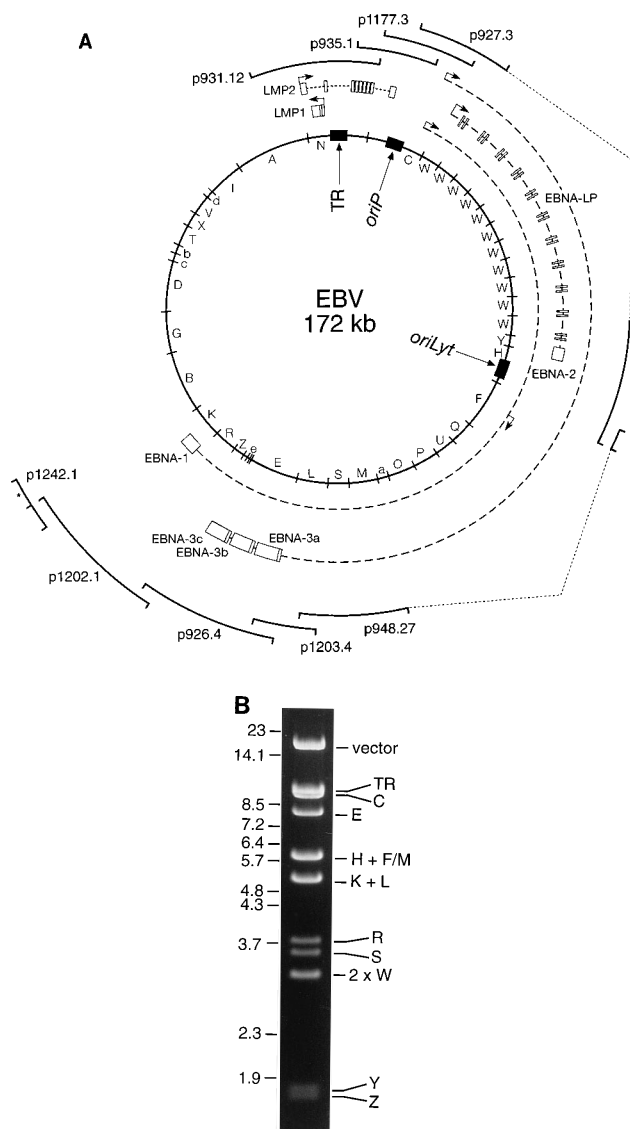 A
p1177.3
p927.3
p935.1
p931.12
LMP2
LMP1
EBNA-LP
EBNA-2
EBNA-1
EBNA-3c
EBNA-3b
EBNA-3a
TR
oriP
oriLyt
EBV
172 kb
N
C
W
W
W
W
W
W
W
W
W
W
W
Y
H
F
Q
U
P
O
a
M
S
L
E
e
Z
R
K
B
G
D
c
b
T
X
V
d
I
A
p1242.1
*
p1202.1
p926.4
p1203.4
p948.27
B
23
14.1
8.5
7.2
6.4
5.7
4.8
4.3
3.7
2.3
1.9
vector
TR
C
E
H + F/M
K + L
R
S
2 x W
Y
Z